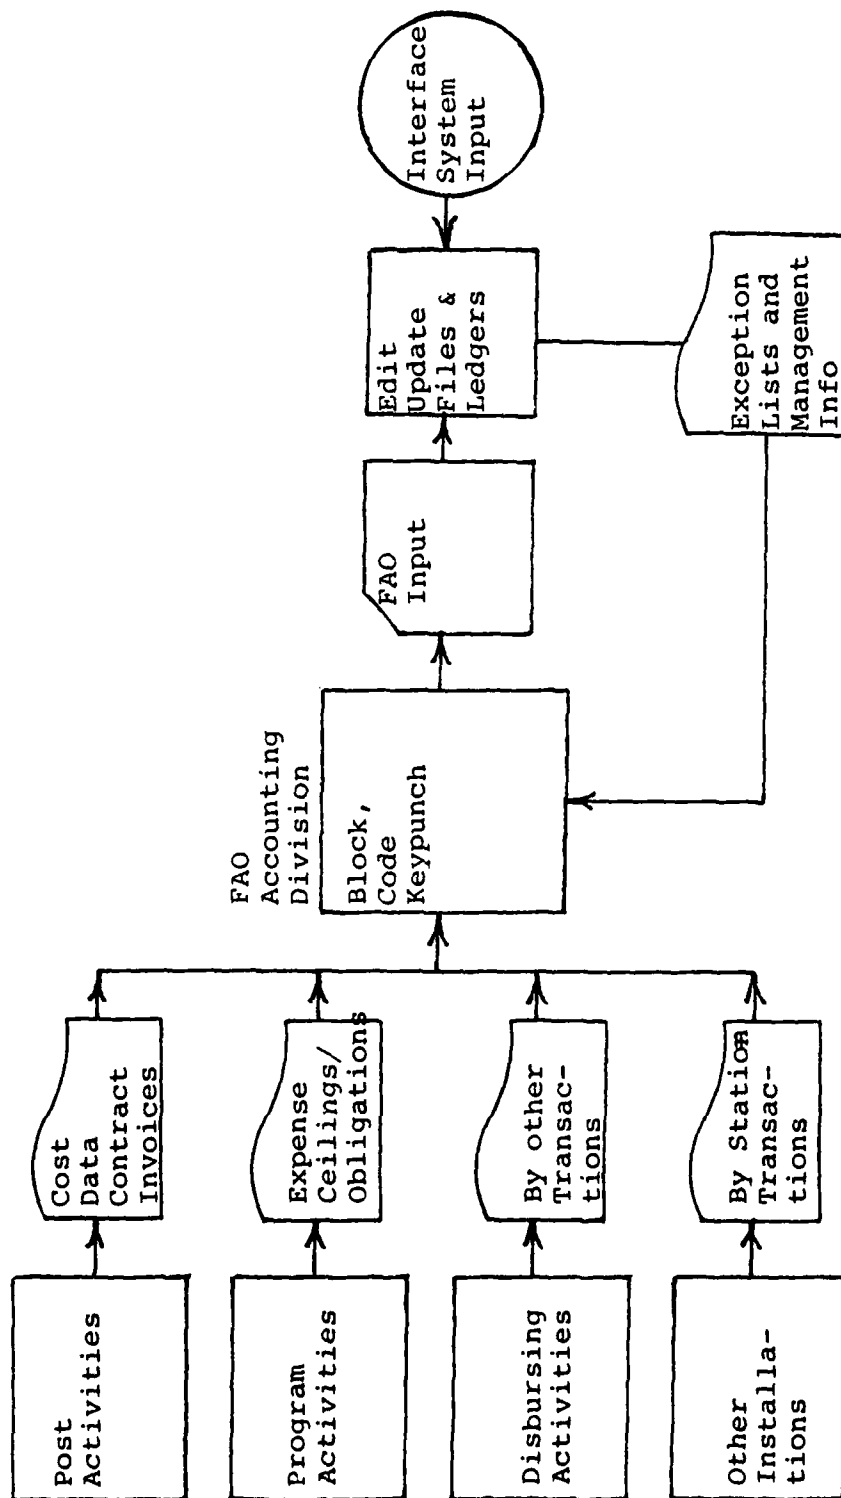 Post
Activities
Cost
Data
Contract
Invoices
Program
Activities
Expense
Ceilings/
Obligations
Disbursing
Activities
By other
Transac-
tions
Other
Installa-
tions
By Station
Transac-
tions
FAO
Accounting
Division
Block,
Code
Keypunch
FAO
Input
Edit
Update
Files &
Ledgers
Interface
System
Input
Exception
Lists and
Management
Info